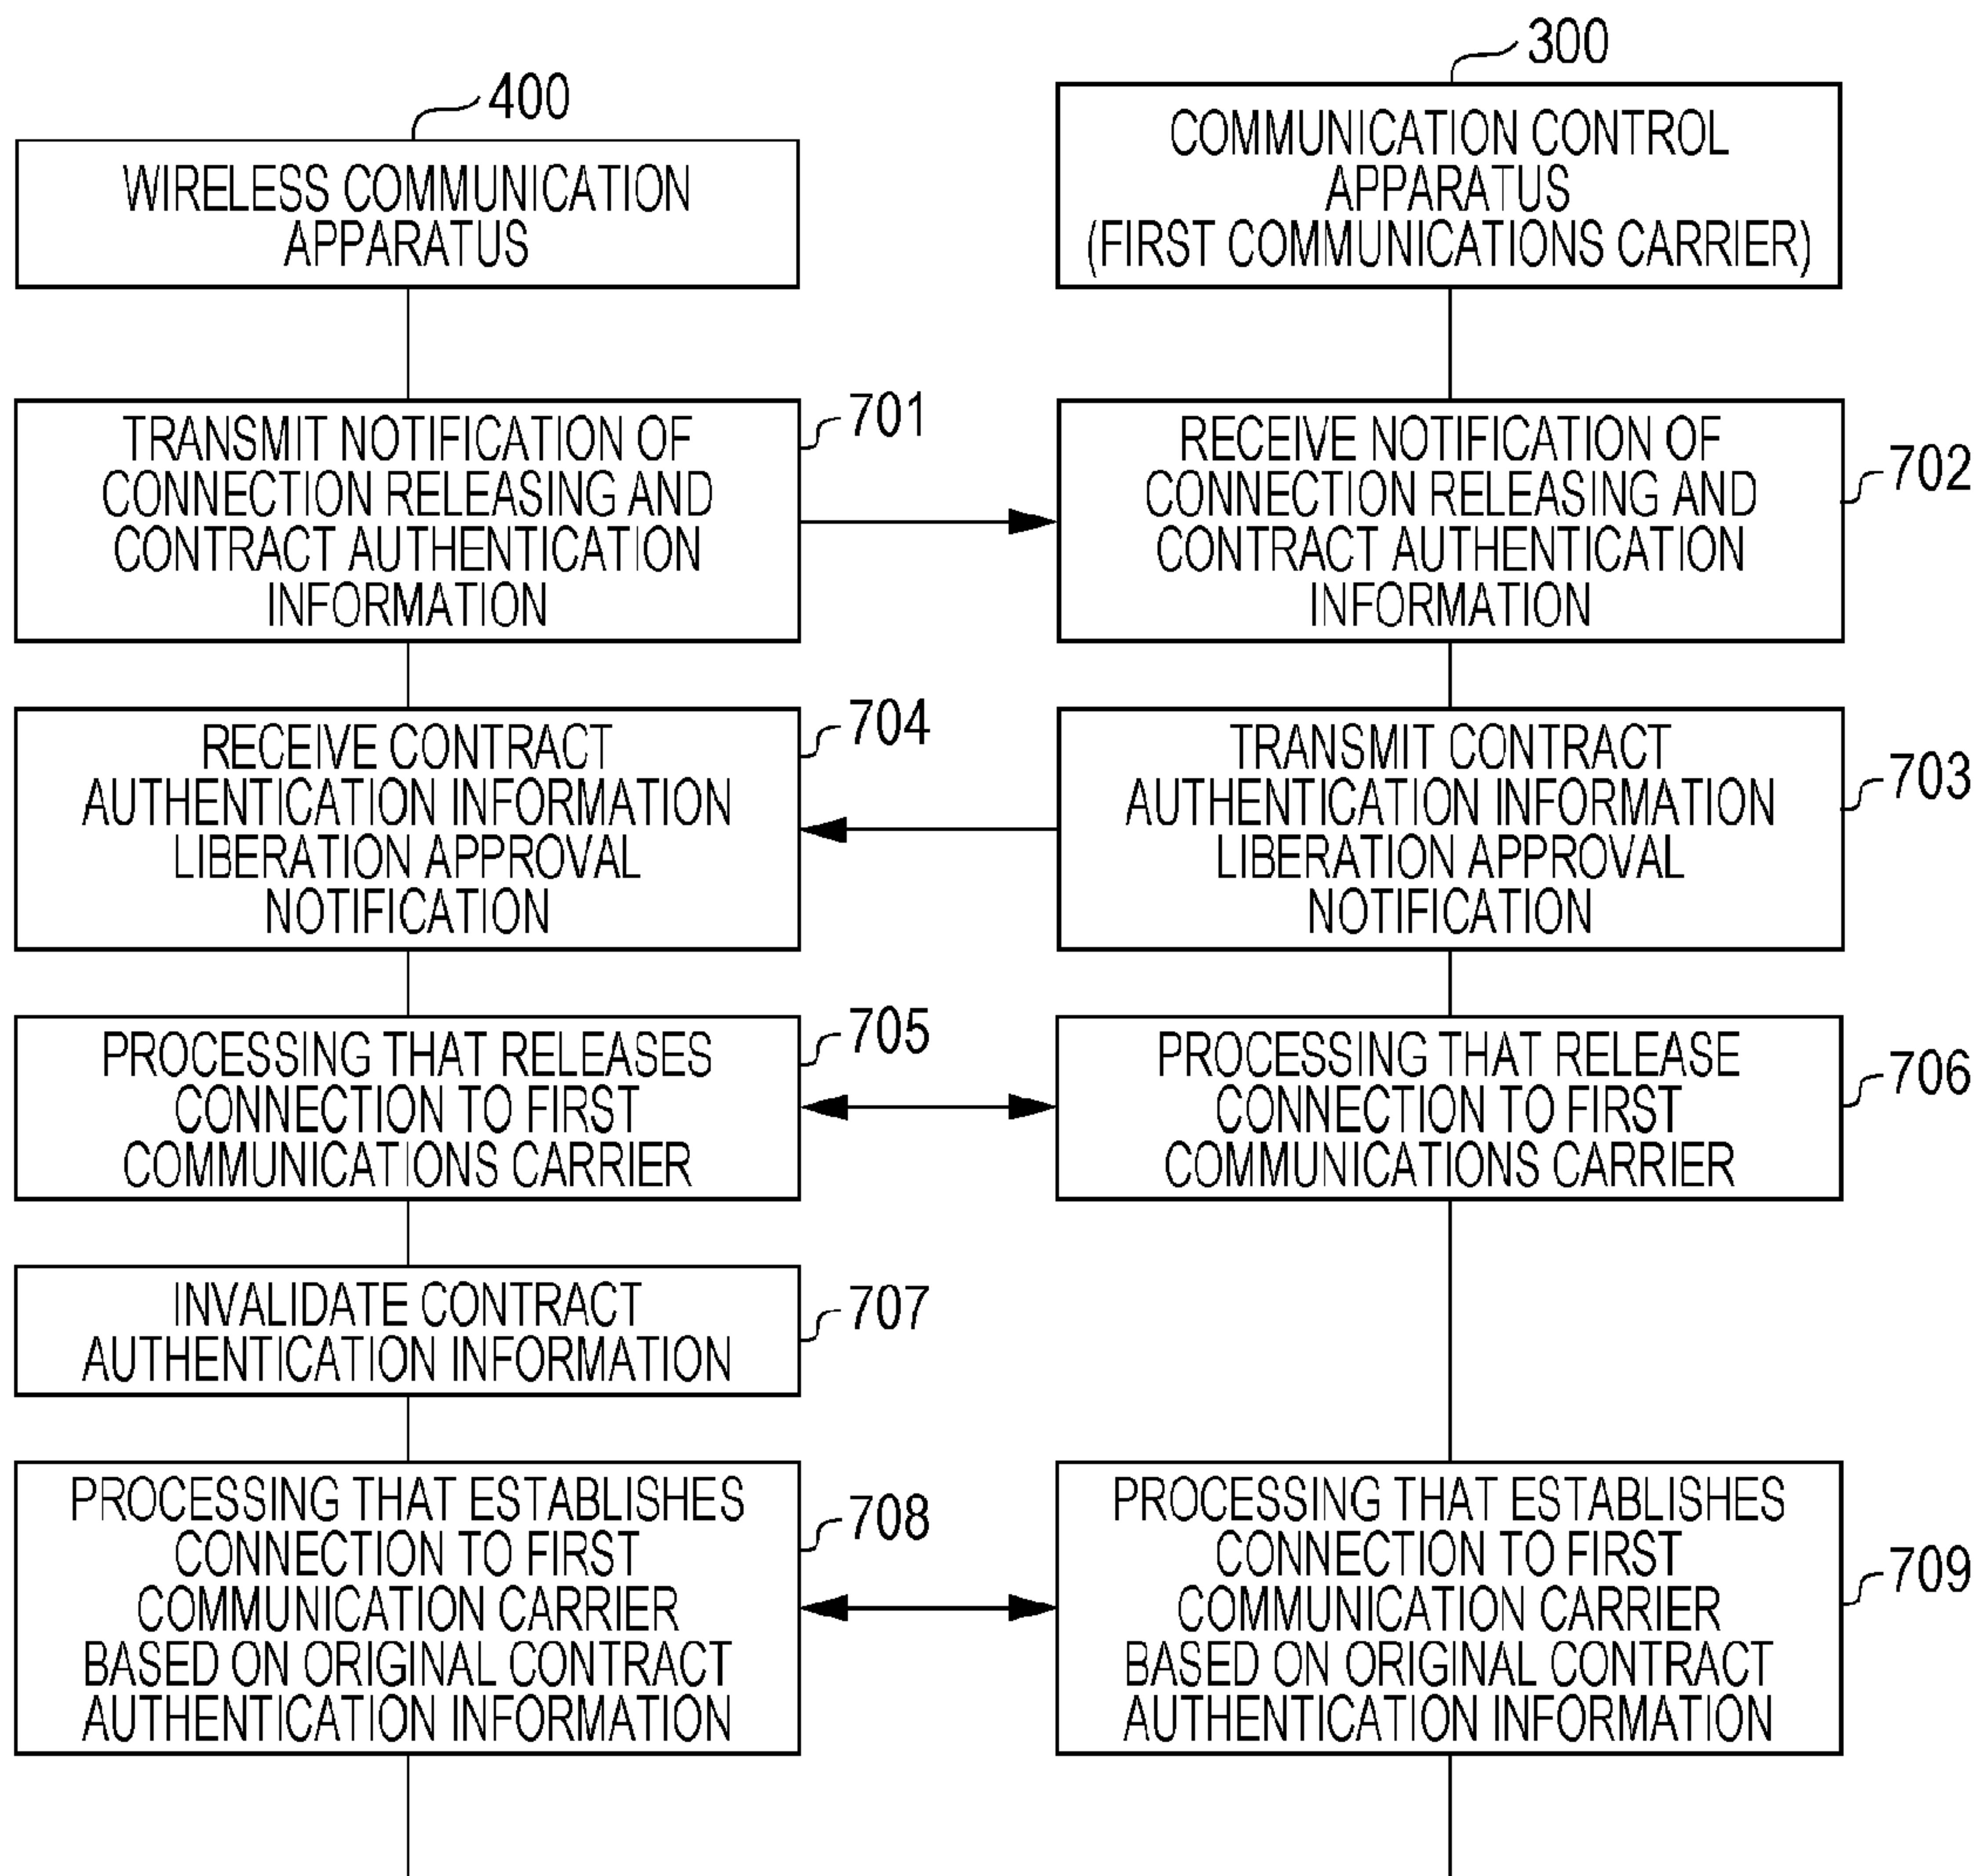 400
WIRELESS COMMUNICATION
APPARATUS
300
COMMUNICATION CONTROL
APPARATUS
(FIRST COMMUNICATIONS CARRIER)
701
TRANSMIT NOTIFICATION OF
CONNECTION RELEASING AND
CONTRACT AUTHENTICATION
INFORMATION
702
RECEIVE NOTIFICATION OF
CONNECTION RELEASING AND
CONTRACT AUTHENTICATION
INFORMATION
704
RECEIVE CONTRACT
AUTHENTICATION INFORMATION
LIBERATION APPROVAL
NOTIFICATION
703
TRANSMIT CONTRACT
AUTHENTICATION INFORMATION
LIBERATION APPROVAL
NOTIFICATION
705
PROCESSING THAT RELEASES
CONNECTION TO FIRST
COMMUNICATIONS CARRIER
706
PROCESSING THAT RELEASE
CONNECTION TO FIRST
COMMUNICATIONS CARRIER
707
INVALIDATE CONTRACT
AUTHENTICATION INFORMATION
708
PROCESSING THAT ESTABLISHES
CONNECTION TO FIRST
COMMUNICATION CARRIER
BASED ON ORIGINAL CONTRACT
AUTHENTICATION INFORMATION
709
PROCESSING THAT ESTABLISHES
CONNECTION TO FIRST
COMMUNICATION CARRIER
BASED ON ORIGINAL CONTRACT
AUTHENTICATION INFORMATION